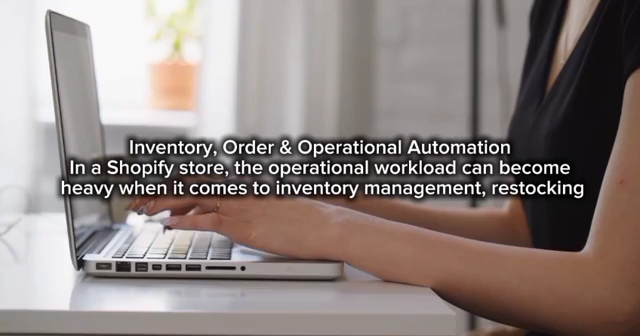 Inventory, Order & Operational Automation
In a Shopify store, the operational workload can become
heavy when it comes to inventory management, restocking